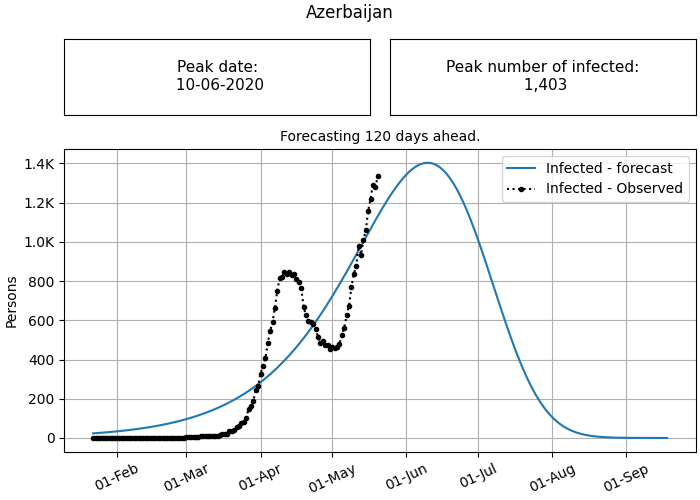 Azerbaijan
Peak date:
10-06-2020
Peak number of infected:
1,403
Forecasting 120 days ahead.
Infected - forecast
Infected - Observed
Persons
1.4K
1.2K
1.0K
800
600
400
200
0
01-Feb
01-Mar
01-Apr
01-May
01-Jun
01-Jul
01-Aug
01-Sep